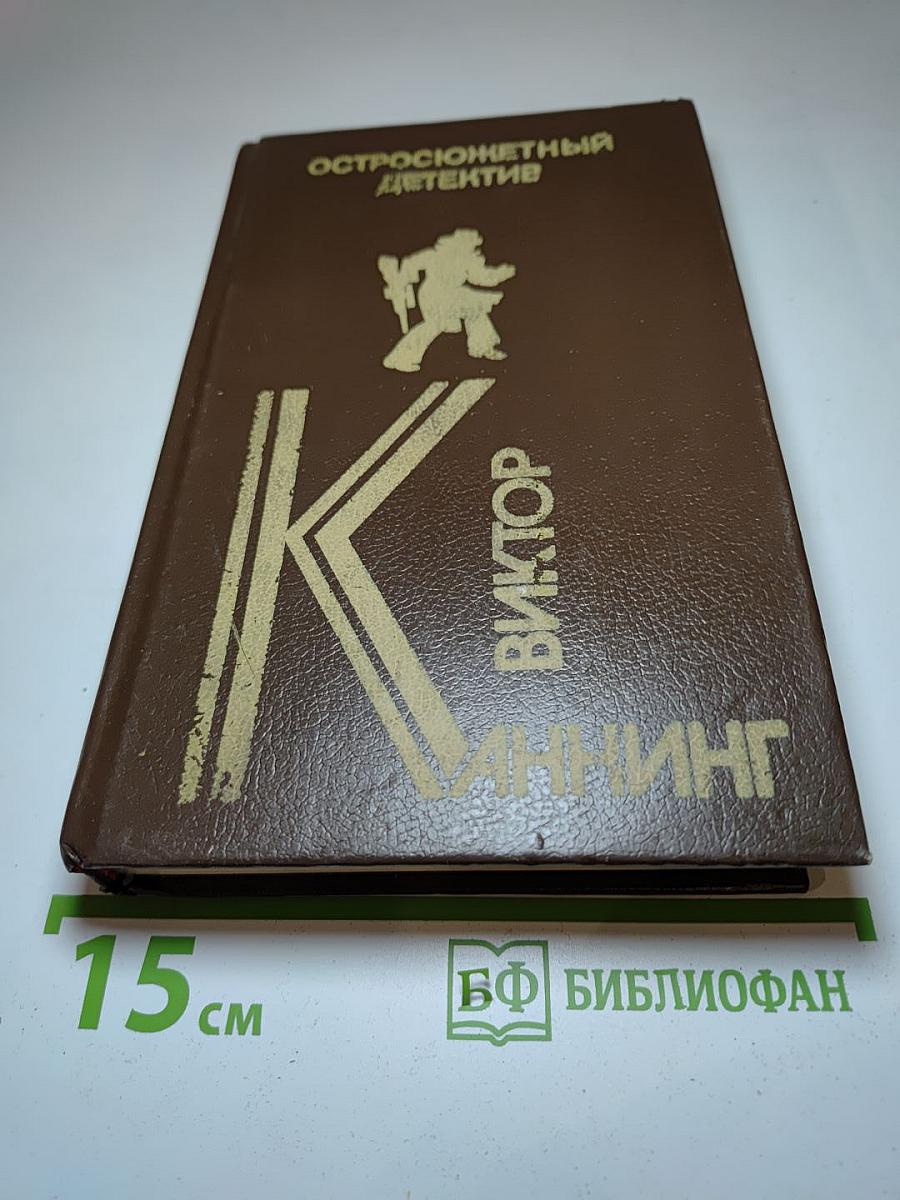 ОСТРОСЮЖЕТНЫЙ
ДЕТЕКТИВ
ВИКТОР
КАННИНГ
15 см
БФ БИБЛИОФАН